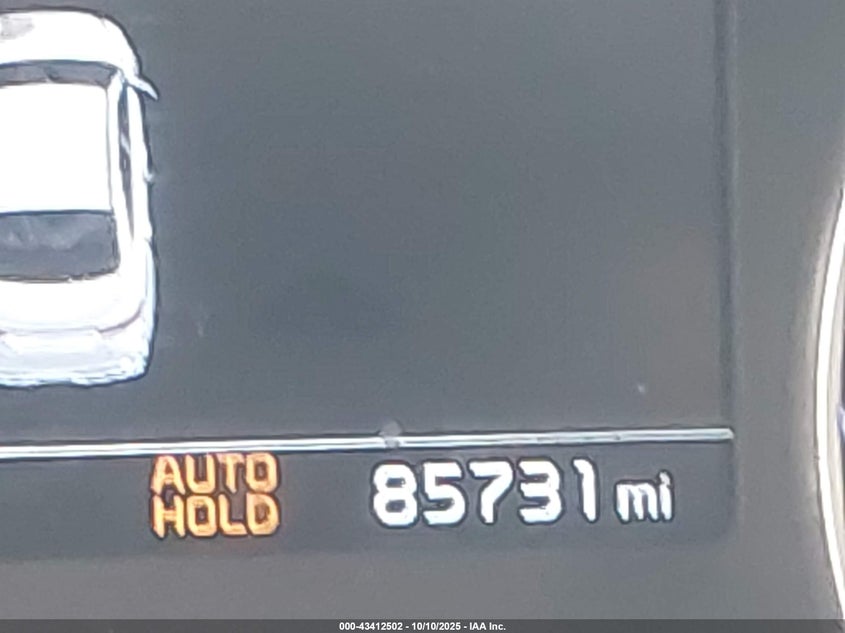 AUTO
HOLD
85731 mi
000-43412502 - 10/10/2025 - IAA Inc.